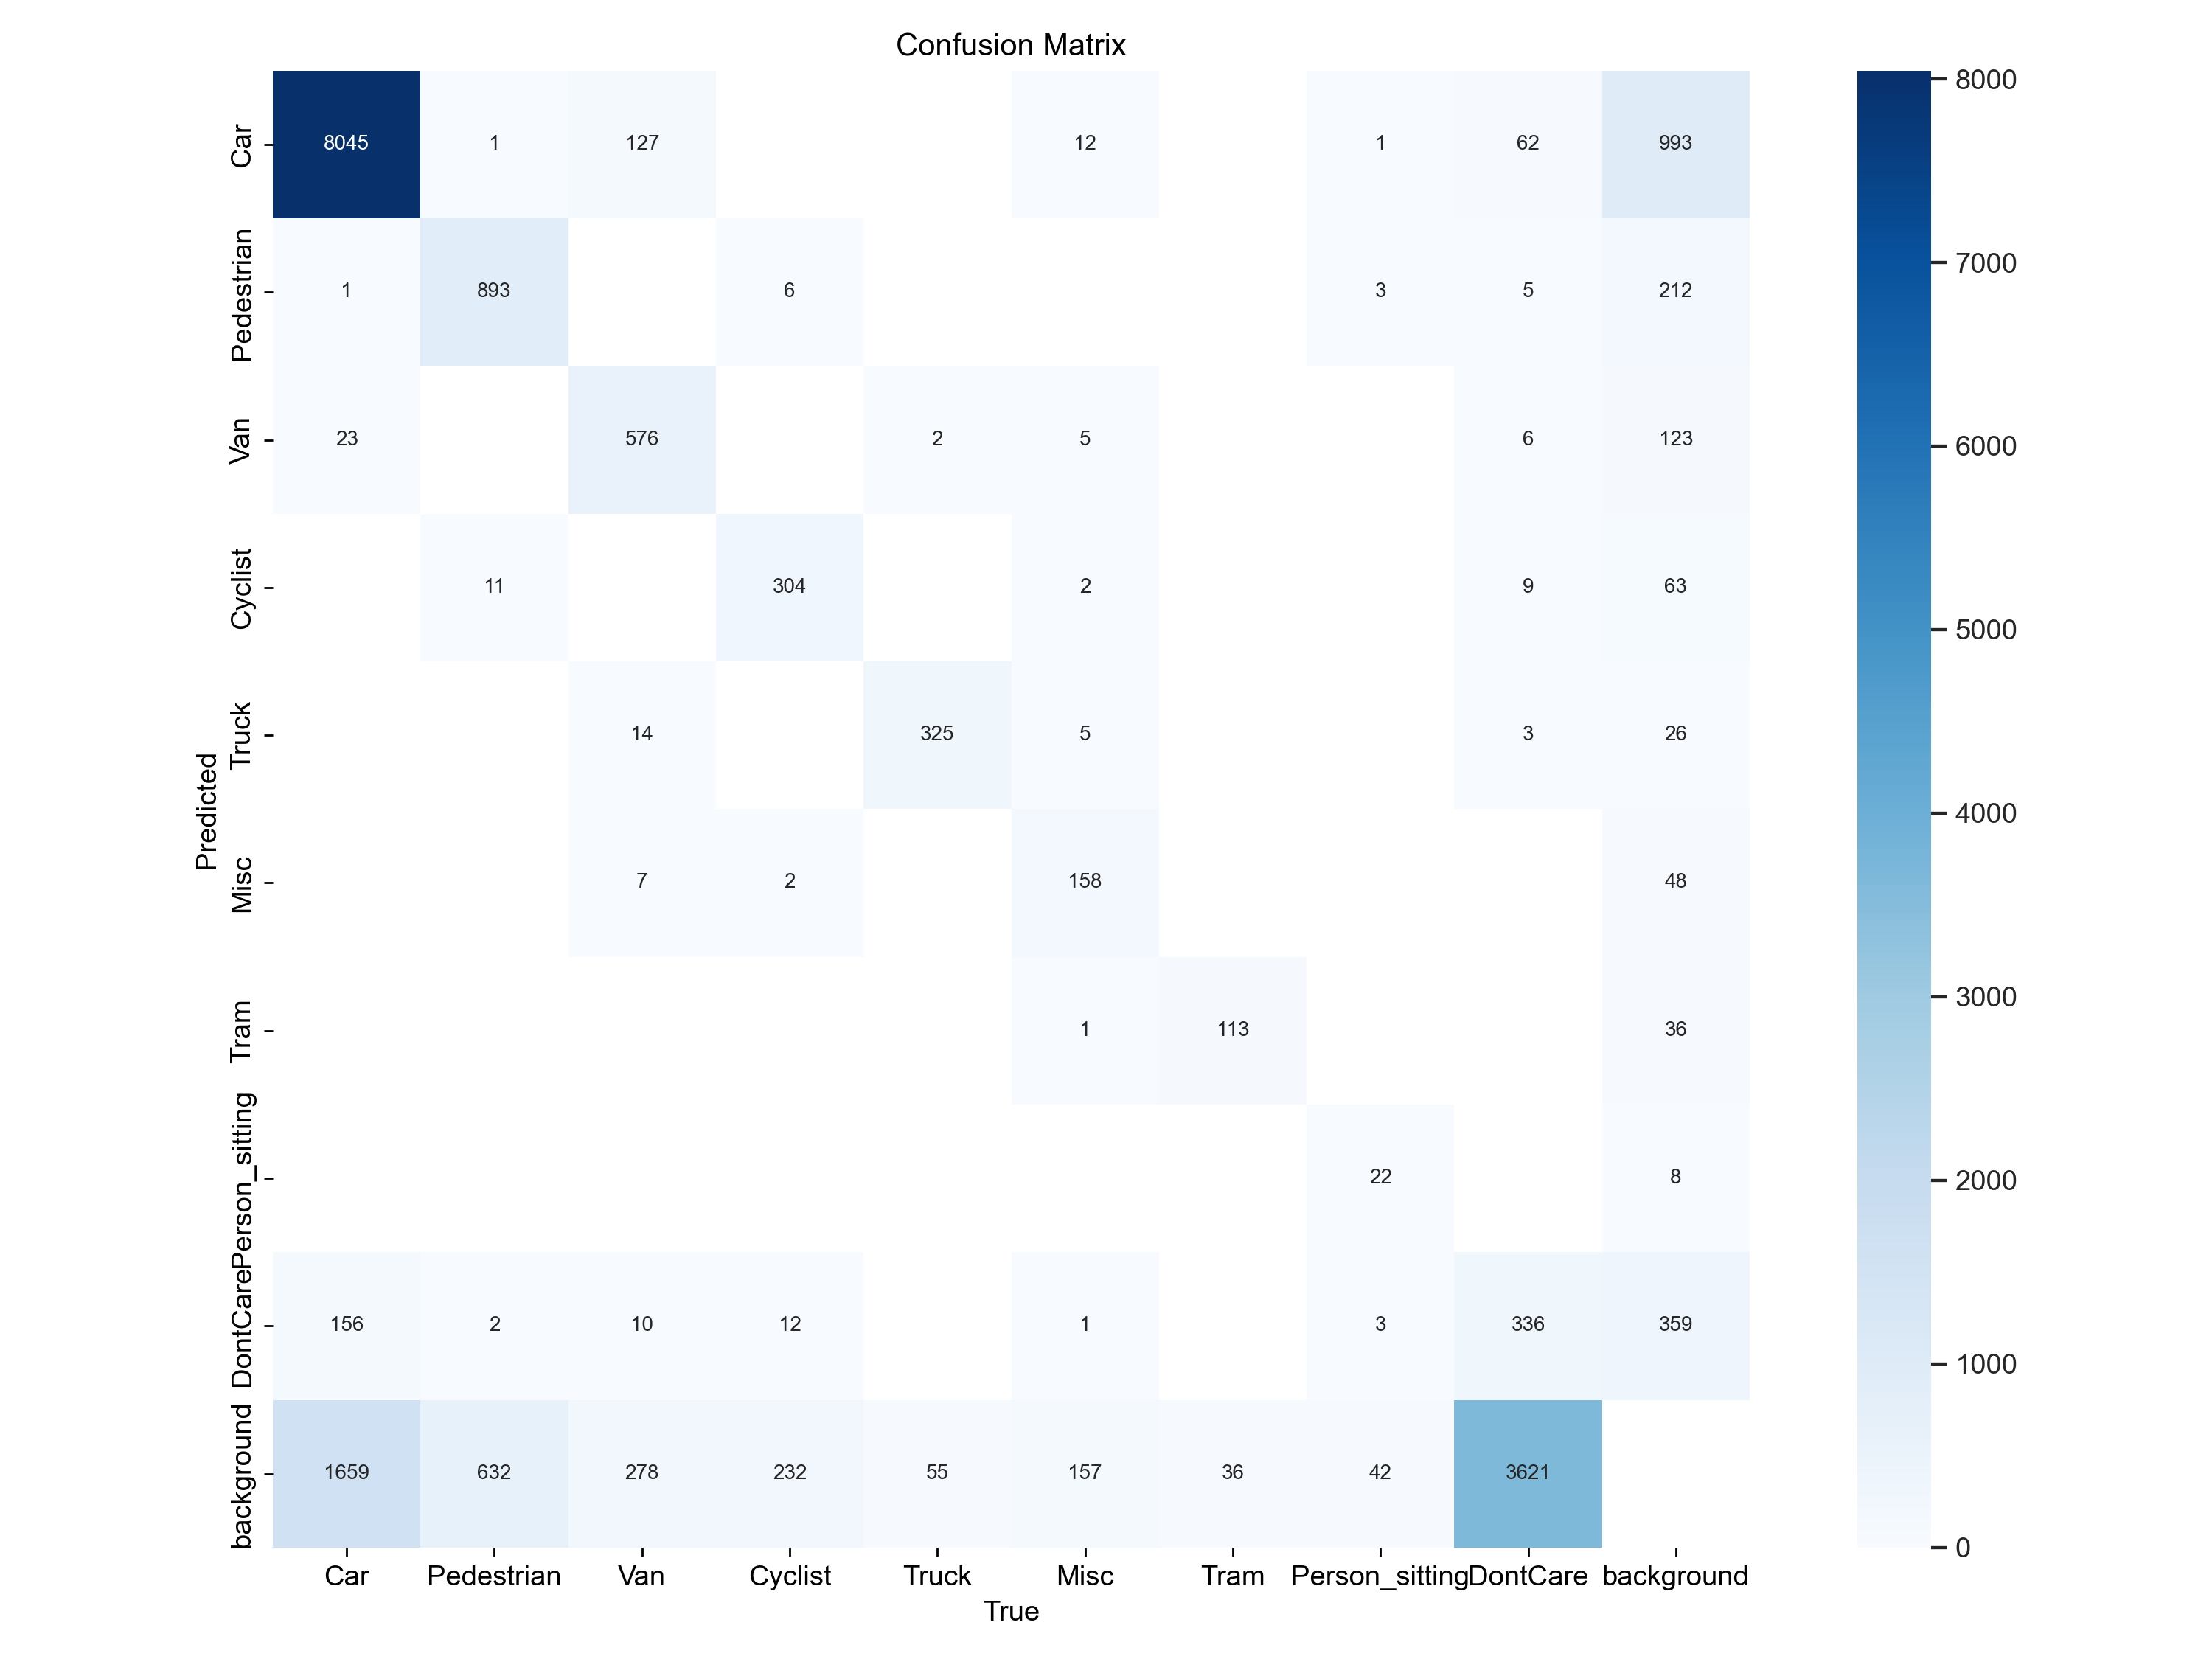 Confusion Matrix
Car 8045 1 127 12 1 62 993
Pedestrian 1 893 6 3 5 212
Van 23 576 2 5 6 123
Cyclist 11 304 2 9 63
Truck 14 325 5 3 26
Misc 7 2 158 48
Tram 1 113 36
Person_sitting 22 8
DontCare 156 2 10 12 1 3 336 359
background 1659 632 278 232 55 157 36 42 3621
Predicted
Car Pedestrian Van Cyclist Truck Misc Tram Person_sitting DontCare background
True
8000
7000
6000
5000
4000
3000
2000
1000
0